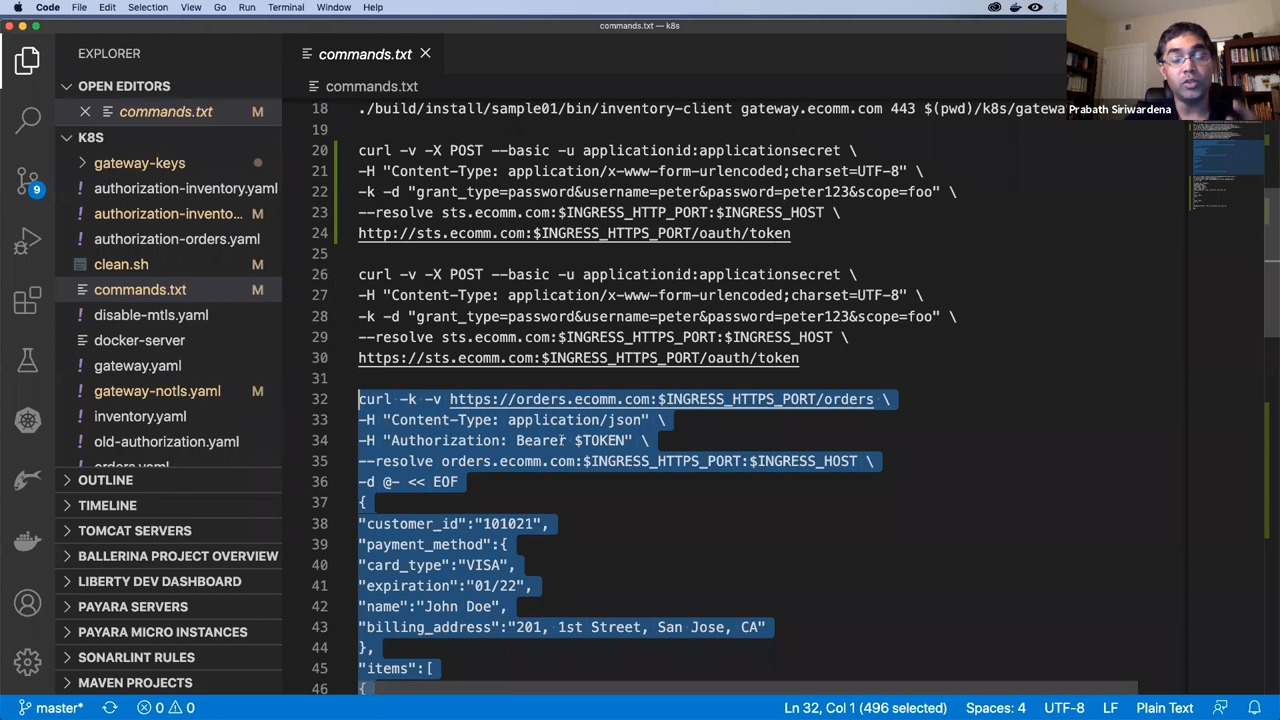 Code File Edit Selection View Go Run Terminal Window Help
commands.txt — k8s
EXPLORER
commands.txt
OPEN EDITORS
commands.txt M
commands.txt
K8S
gateway-keys
authorization-inventory.yaml
authorization-invento... M
authorization-orders.yaml
clean.sh M
commands.txt M
disable-mtls.yaml
docker-server
gateway.yaml
gateway-notls.yaml M
inventory.yaml
old-authorization.yaml
orders.yaml
OUTLINE
TIMELINE
TOMCAT SERVERS
BALLERINA PROJECT OVERVIEW
LIBERTY DEV DASHBOARD
PAYARA SERVERS
PAYARA MICRO INSTANCES
SONARLINT RULES
MAVEN PROJECTS
9
18 ./build/install/sample01/bin/inventory-client gateway.ecomm.com 443 $(pwd)/k8s/gatewa
19
20 curl -v -X POST --basic -u applicationid:applicationsecret \
21 -H "Content-Type: application/x-www-form-urlencoded;charset=UTF-8" \
22 -k -d "grant_type=password&username=peter&password=peter123&scope=foo" \
23 --resolve sts.ecomm.com:$INGRESS_HTTP_PORT:$INGRESS_HOST \
24 http://sts.ecomm.com:$INGRESS_HTTPS_PORT/oauth/token
25
26 curl -v -X POST --basic -u applicationid:applicationsecret \
27 -H "Content-Type: application/x-www-form-urlencoded;charset=UTF-8" \
28 -k -d "grant_type=password&username=peter&password=peter123&scope=foo" \
29 --resolve sts.ecomm.com:$INGRESS_HTTPS_PORT:$INGRESS_HOST \
30 https://sts.ecomm.com:$INGRESS_HTTPS_PORT/oauth/token
31
32 curl -k -v https://orders.ecomm.com:$INGRESS_HTTPS_PORT/orders \
33 -H "Content-Type: application/json" \
34 -H "Authorization: Bearer $TOKEN" \
35 --resolve orders.ecomm.com:$INGRESS_HTTPS_PORT:$INGRESS_HOST \
36 -d @- << EOF
37 {
38 "customer_id":"101021",
39 "payment_method":{
40 "card_type":"VISA",
41 "expiration":"01/22",
42 "name":"John Doe",
43 "billing_address":"201, 1st Street, San Jose, CA"
44 },
45 "items":[
46 {
Prabath Siriwardena
master* 0 0 Ln 32, Col 1 (496 selected) Spaces: 4 UTF-8 LF Plain Text